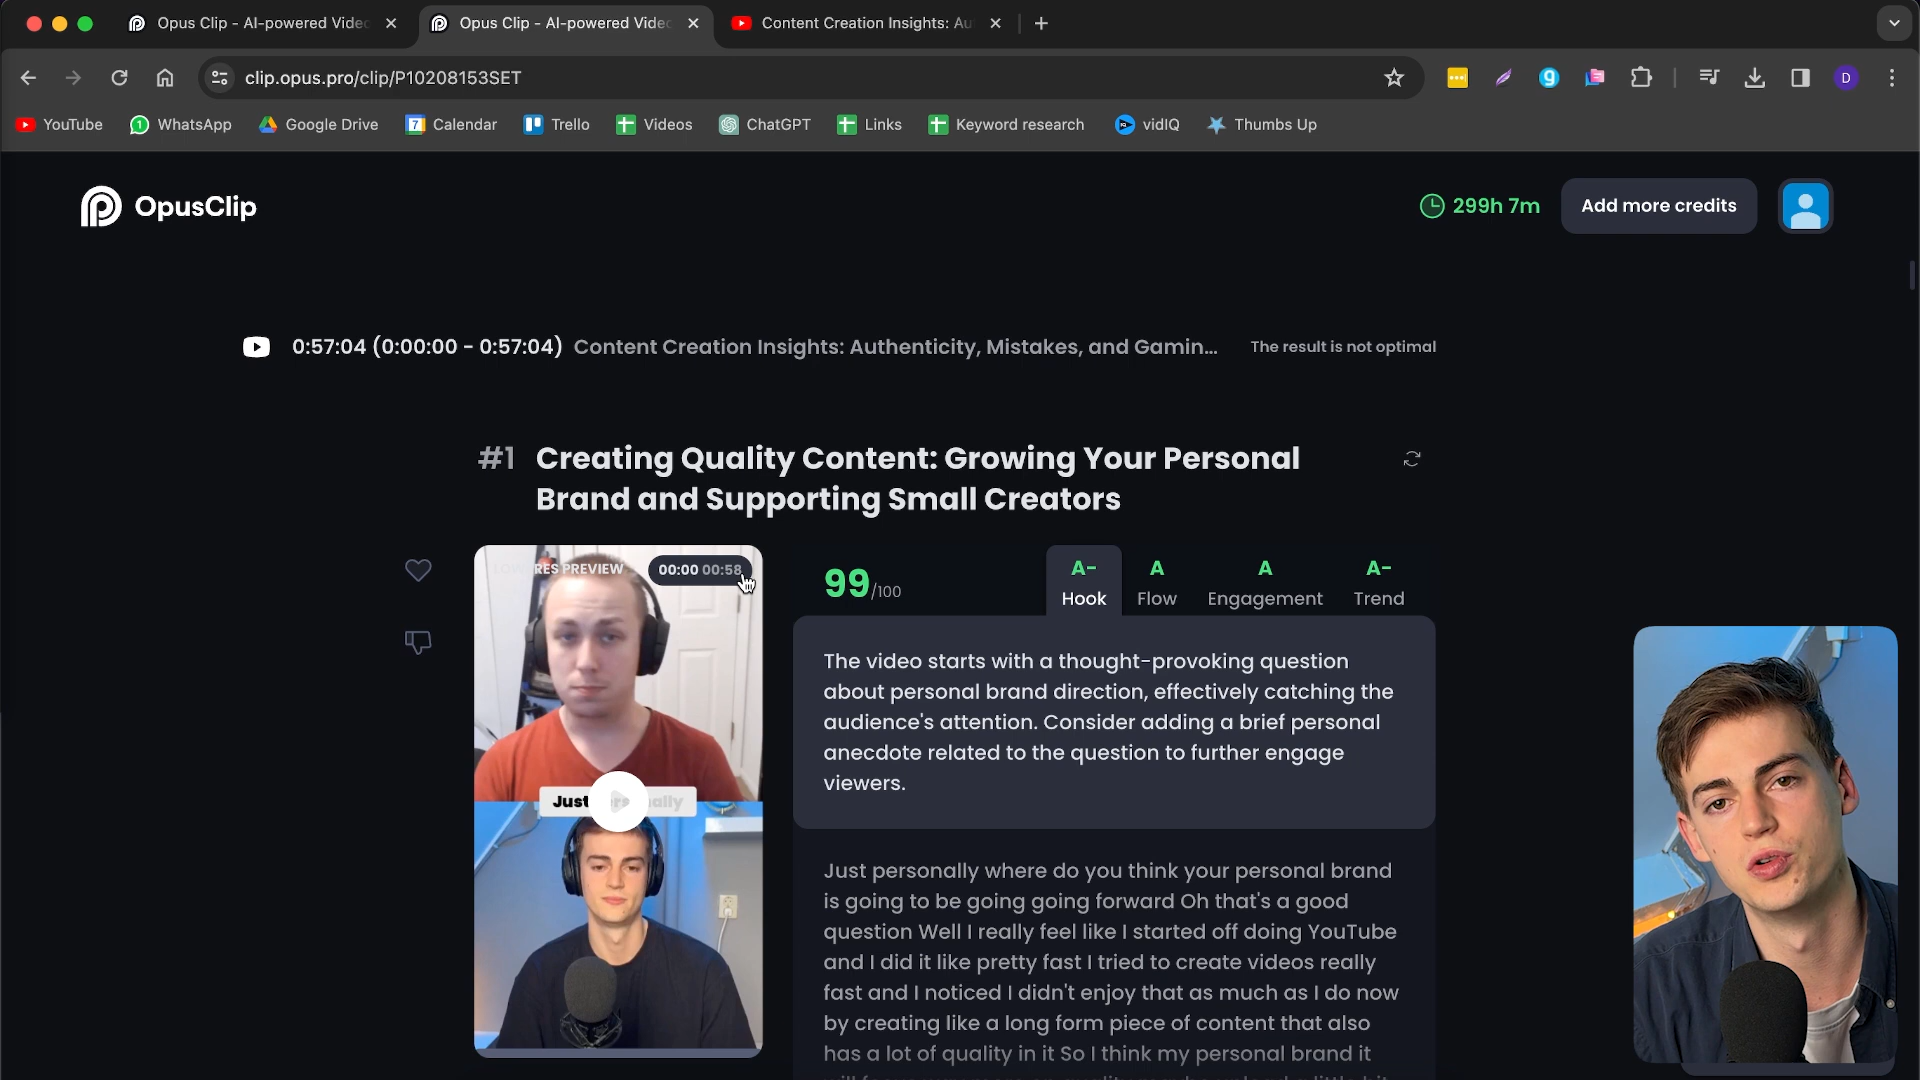 Opus Clip - AI-powered Vide
Opus Clip - AI-powered Vide
Content Creation Insights: Au
clip.opus.pro/clip/P10208153SET
g
D
YouTube
1
WhatsApp
Google Drive
7
Calendar
Trello
Videos
ChatGPT
Links
Keyword research
vidIQ
Thumbs Up
OpusClip
299h 7m
Add more credits
0:57:04 (0:00:00 - 0:57:04) Content Creation Insights: Authenticity, Mistakes, and Gamin...
The result is not optimal
#1 Creating Quality Content: Growing Your Personal
Brand and Supporting Small Creators
LOW-RES PREVIEW
00:00 00:58
99/100
A-
Hook
A
Flow
A
Engagement
A-
Trend
The video starts with a thought-provoking question
about personal brand direction, effectively catching the
audience's attention. Consider adding a brief personal
anecdote related to the question to further engage
viewers.
Just
Just personally where do you think your personal brand
is going to be going going forward Oh that's a good
question Well I really feel like I started off doing YouTube
and I did it like pretty fast I tried to create videos really
fast and I noticed I didn't enjoy that as much as I do now
by creating like a long form piece of content that also
has a lot of quality in it So I think my personal brand it